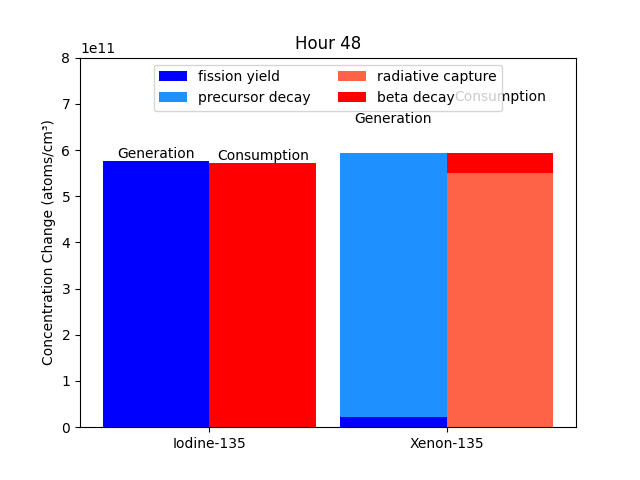 Hour 48
1e11
fission yield
precursor decay
radiative capture
beta decay
Consumption
Generation
Generation
Consumption
8
7
6
5
4
3
2
1
0
Concentration Change (atoms/cm³)
Iodine-135
Xenon-135